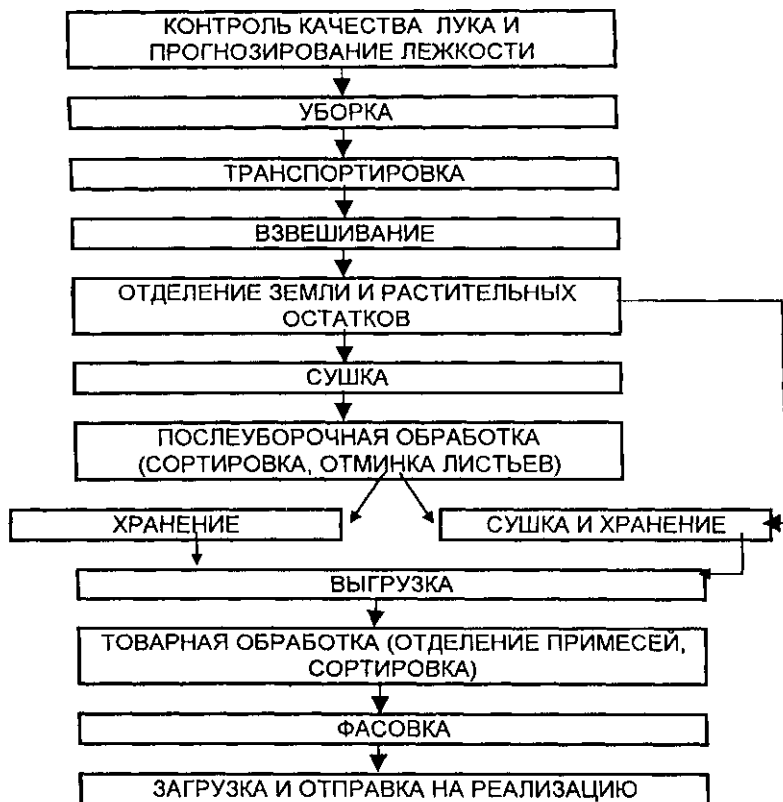 КОНТРОЛЬ КАЧЕСТВА ЛУКА И
ПРОГНОЗИРОВАНИЕ ЛЕЖКОСТИ
УБОРКА
ТРАНСПОРТИРОВКА
ВЗВЕШИВАНИЕ
ОТДЕЛЕНИЕ ЗЕМЛИ И РАСТИТЕЛЬНЫХ
ОСТАТКОВ
СУШКА
ПОСЛЕУБОРОЧНАЯ ОБРАБОТКА
(СОРТИРОВКА, ОТМИНКА ЛИСТЬЕВ)
ХРАНЕНИЕ
СУШКА И ХРАНЕНИЕ
ВЫГРУЗКА
ТОВАРНАЯ ОБРАБОТКА (ОТДЕЛЕНИЕ ПРИМЕСЕЙ,
СОРТИРОВКА)
ФАСОВКА
ЗАГРУЗКА И ОТПРАВКА НА РЕАЛИЗАЦИЮ